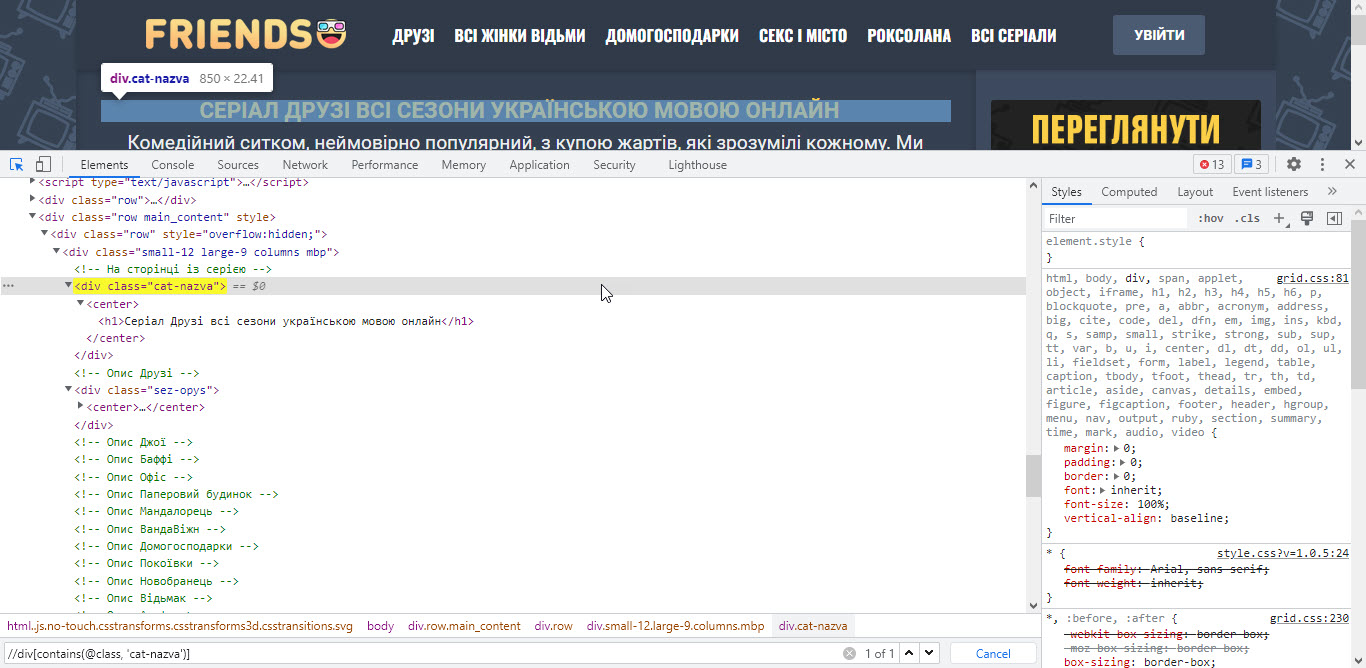 FRIENDS ДРУЗІ ВСІ ЖІНКИ ВІДЬМИ ДОМОГОСПОДАРКИ СЕКС І МІСТО РОКСОЛАНА ВСІ СЕРІАЛИ УВІЙТИ
div.cat-nazva 850 × 22.41
СЕРІАЛ ДРУЗІ ВСІ СЕЗОНИ УКРАЇНСЬКОЮ МОВОЮ ОНЛАЙН
Комедійний ситком, неймовірно популярний, з купою жартів, які зрозумілі кожному. Ми
ПЕРЕГЛЯНУТИ
Elements Console Sources Network Performance Memory Application Security Lighthouse 13 3
<script type="text/javascript">…</script>
<div class="row">…</div>
<div class="row main_content" style>
<div class="row" style="overflow:hidden;">
<div class="small-12 large-9 columns mbp">
<!-- На сторінці із серією -->
<div class="cat-nazva"> == $0
<center>
<h1>Серіал Друзі всі сезони українською мовою онлайн</h1>
</center>
</div>
<!-- Опис Друзі -->
<div class="sez-opys">
<center>…</center>
</div>
<!-- Опис Джої -->
<!-- Опис Баффі -->
<!-- Опис Офіс -->
<!-- Опис Паперовий будинок -->
<!-- Опис Мандалорець -->
<!-- Опис ВандаВіжн -->
<!-- Опис Домогосподарки -->
<!-- Опис Покоївки -->
<!-- Опис Новобранець -->
<!-- Опис Відьмак -->
html.js.no-touch.csstransforms.csstransforms3d.csstransitions.svg body div.row.main_content div.row div.small-12.large-9.columns.mbp div.cat-nazva
//div[contains(@class, 'cat-nazva')] 1 of 1 Cancel
Styles Computed Layout Event listeners »
Filter :hov .cls +
element.style {
}
html, body, div, span, applet, grid.css:81
object, iframe, h1, h2, h3, h4, h5, h6, p,
blockquote, pre, a, abbr, acronym, address,
big, cite, code, del, dfn, em, img, ins, kbd,
q, s, samp, small, strike, strong, sub, sup,
tt, var, b, u, i, center, dl, dt, dd, ol, ul,
li, fieldset, form, label, legend, table,
caption, tbody, tfoot, thead, tr, th, td,
article, aside, canvas, details, embed,
figure, figcaption, footer, header, hgroup,
menu, nav, output, ruby, section, summary,
time, mark, audio, video {
margin: 0;
padding: 0;
border: 0;
font: inherit;
font-size: 100%;
vertical-align: baseline;
}
* { style.css?v=1.0.5:24
font-family: Arial, sans-serif;
font-weight: inherit;
}
*, :before, :after { grid.css:230
-webkit-box-sizing: border-box;
-moz-box-sizing: border-box;
box-sizing: border-box;